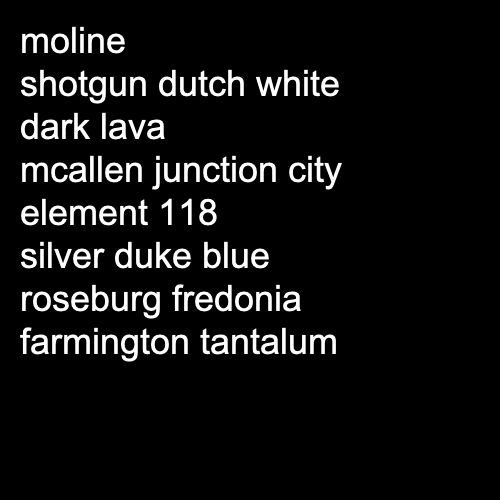 moline
shotgun dutch white
dark lava
mcallen junction city
element 118
silver duke blue
roseburg fredonia
farmington tantalum